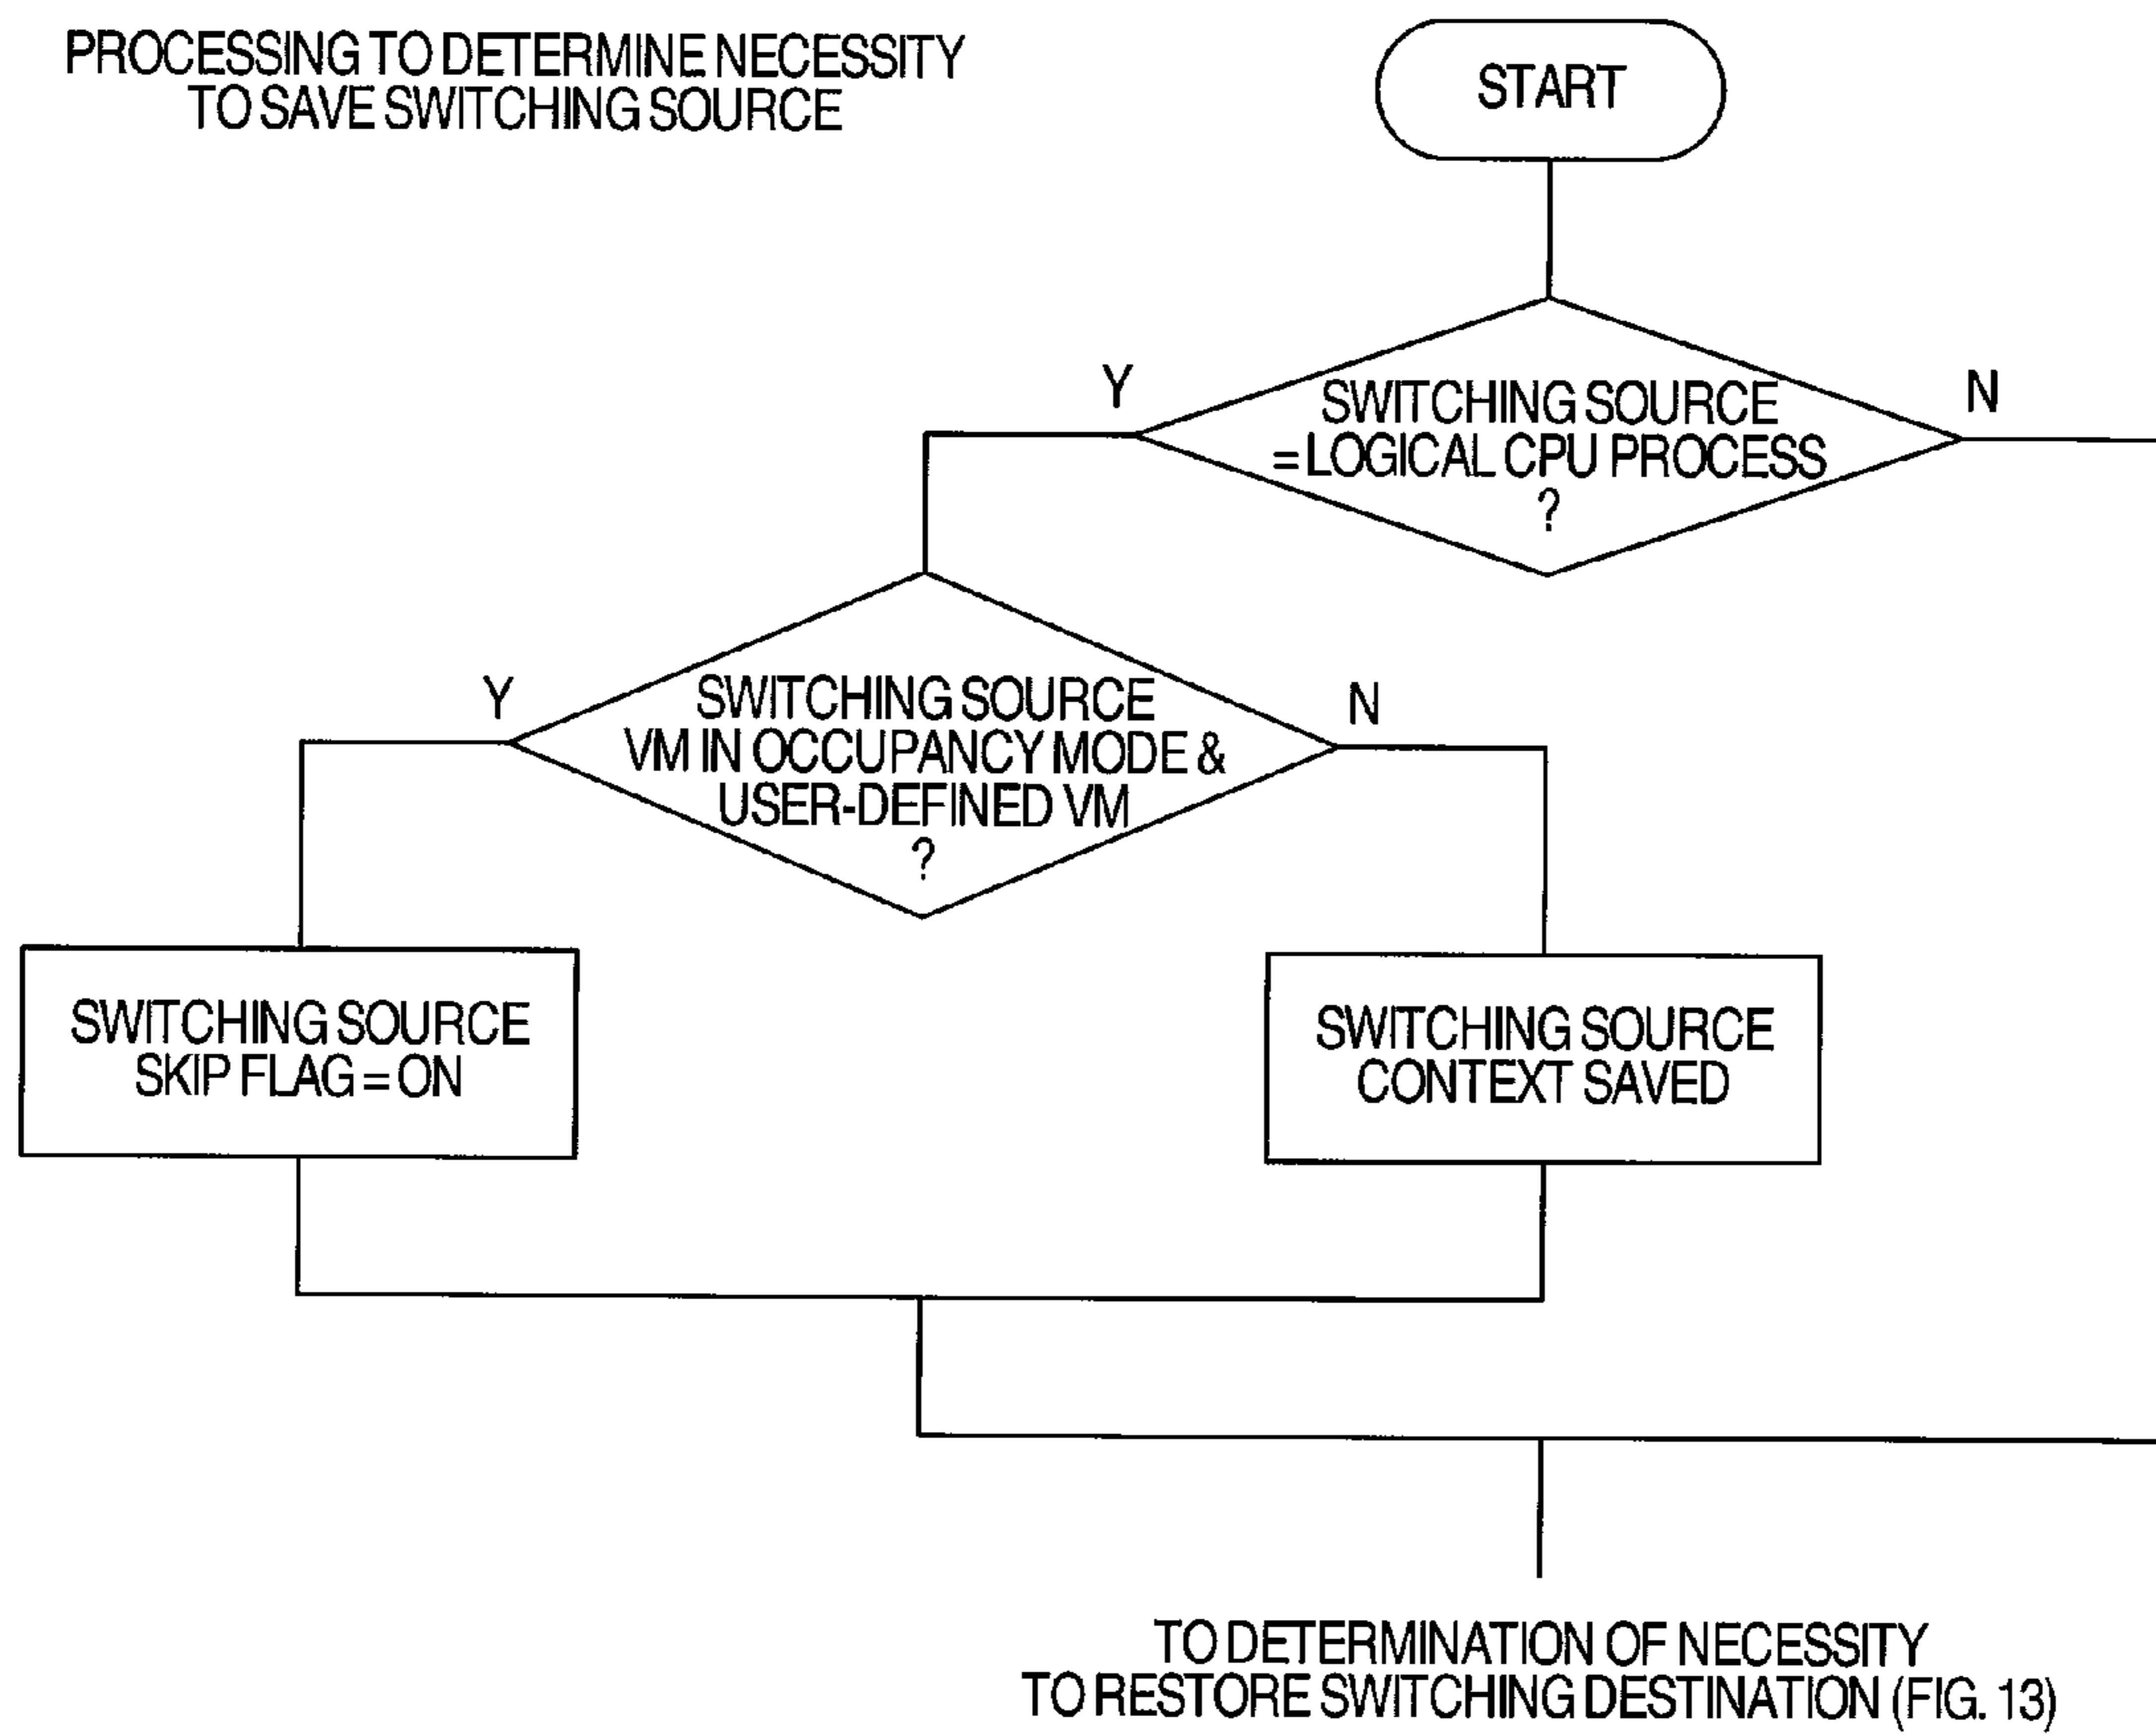 PROCESSING TO DETERMINE NECESSITY
TO SAVE SWITCHING SOURCE
START
Y
SWITCHING SOURCE
=LOGICAL CPU PROCESS
?
N
Y
SWITCHING SOURCE
VM IN OCCUPANCY MODE &
USER-DEFINED VM
?
N
SWITCHING SOURCE
SKIP FLAG = ON
SWITCHING SOURCE
CONTEXT SAVED
TO DETERMINATION OF NECESSITY
TO RESTORE SWITCHING DESTINATION (FIG. 13)